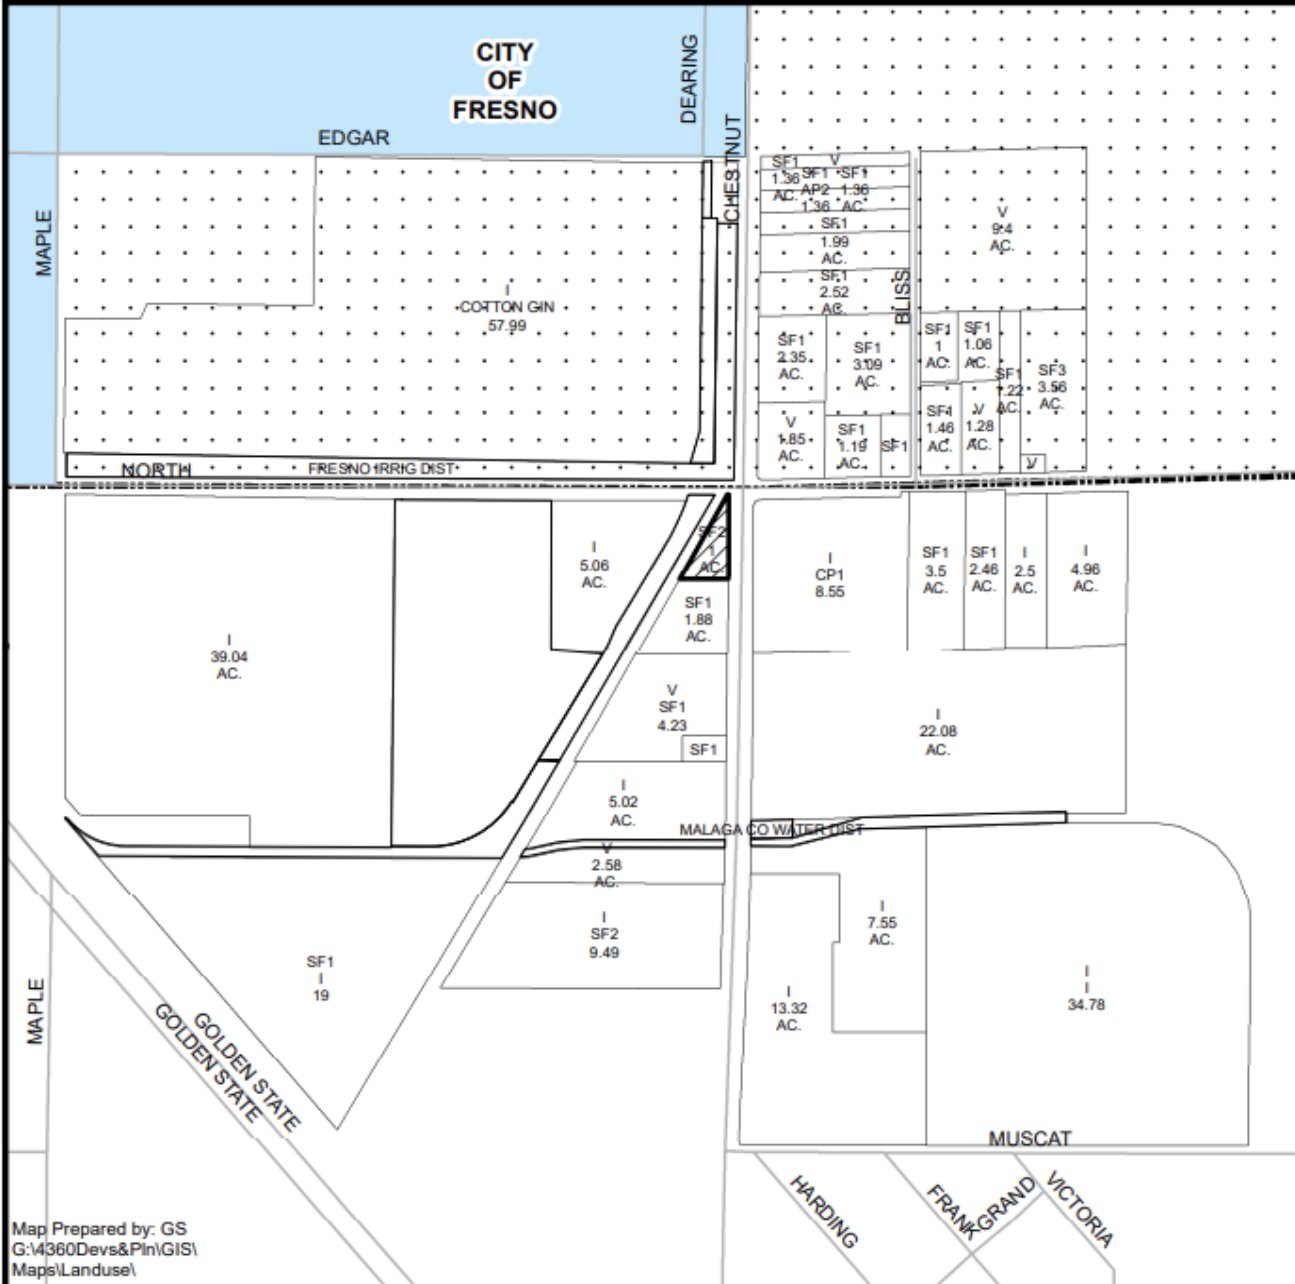 CITY
OF
FRESNO
DEARING
EDGAR
CHESTNUT
MAPLE
SF1
1.36
AC.
V
SF1
AP2
1.36
SF1
1.36
AC.
SF1
1.99
AC.
SF1
2.52
AC.
BLISS
V
9.4
AC.
I
COTTON GIN
57.99
SF1
2.35
AC.
SF1
3.09
AC.
SF1
1
AC.
SF1
1.06
AC.
SF1
1.22
AC.
SF3
3.56
AC.
V
1.85
AC.
SF1
1.19
AC.
SF1
SF1
1.46
AC.
V
1.28
AC.
V
NORTH
FRESNO IRRIG DIST
I
5.06
AC.
SF2
1
AC.
I
CP1
8.55
SF1
3.5
AC.
SF1
2.46
AC.
I
2.5
AC.
I
4.96
AC.
SF1
1.88
AC.
I
39.04
AC.
V
SF1
4.23
SF1
I
22.08
AC.
I
5.02
AC.
MALAGA CO WATER DIST
V
2.58
AC.
I
SF2
9.49
I
7.55
AC.
SF1
I
19
I
13.32
AC.
I
I
34.78
MAPLE
GOLDEN STATE
GOLDEN STATE
MUSCAT
HARDING
FRANK
GRAND
VICTORIA
Map Prepared by: GS
G:\4360Devs&Pln\GIS\
Maps\Landuse\